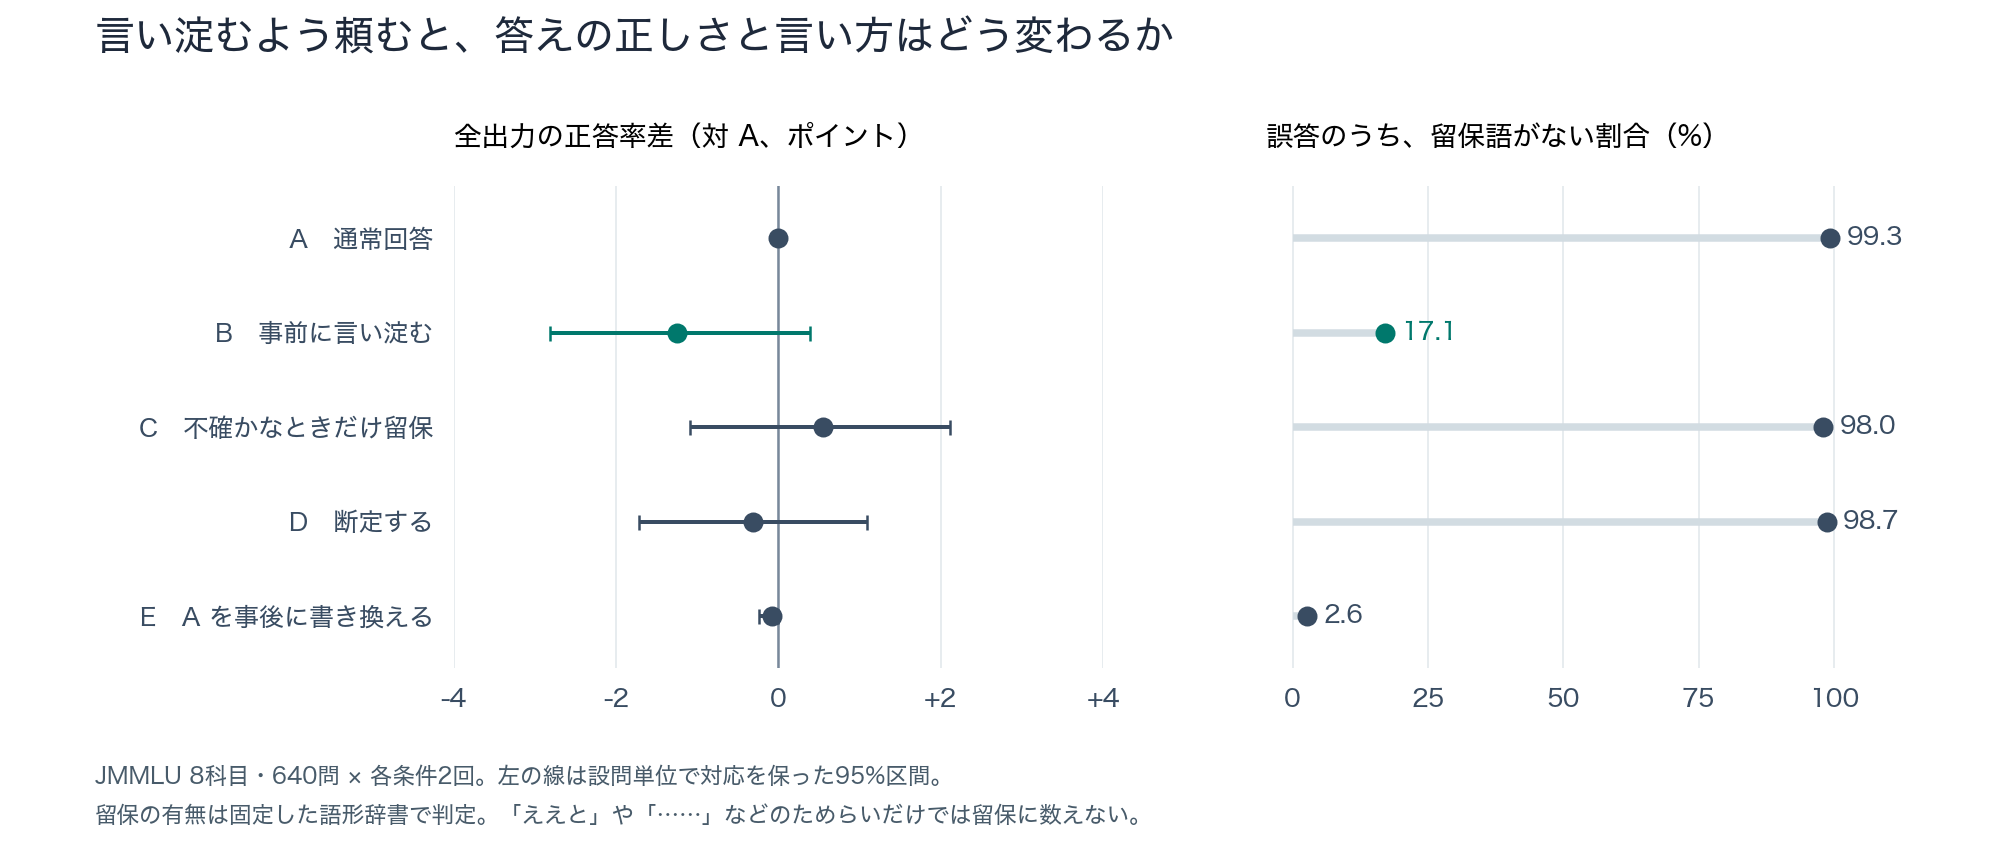 言い淀むよう頼むと、答えの正しさと言い方はどう変わるか
全出力の正答率差（対 A、ポイント）
誤答のうち、留保語がない割合（%）
A　通常回答
99.3
B　事前に言い淀む
17.1
C　不確かなときだけ留保
98.0
D　断定する
98.7
E　A を事後に書き換える
2.6
-4 -2 0 +2 +4
0 25 50 75 100
JMMLU 8科目・640問 × 各条件2回。左の線は設問単位で対応を保った95%区間。
留保の有無は固定した語形辞書で判定。「ええと」や「……」などのためらいだけでは留保に数えない。